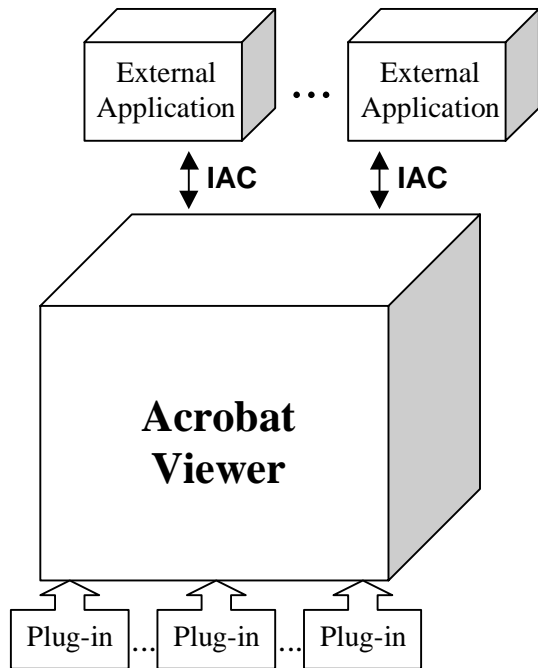 External
Application
...
External
Application
IAC
IAC
Acrobat
Viewer
Plug-in ... Plug-in ... Plug-in